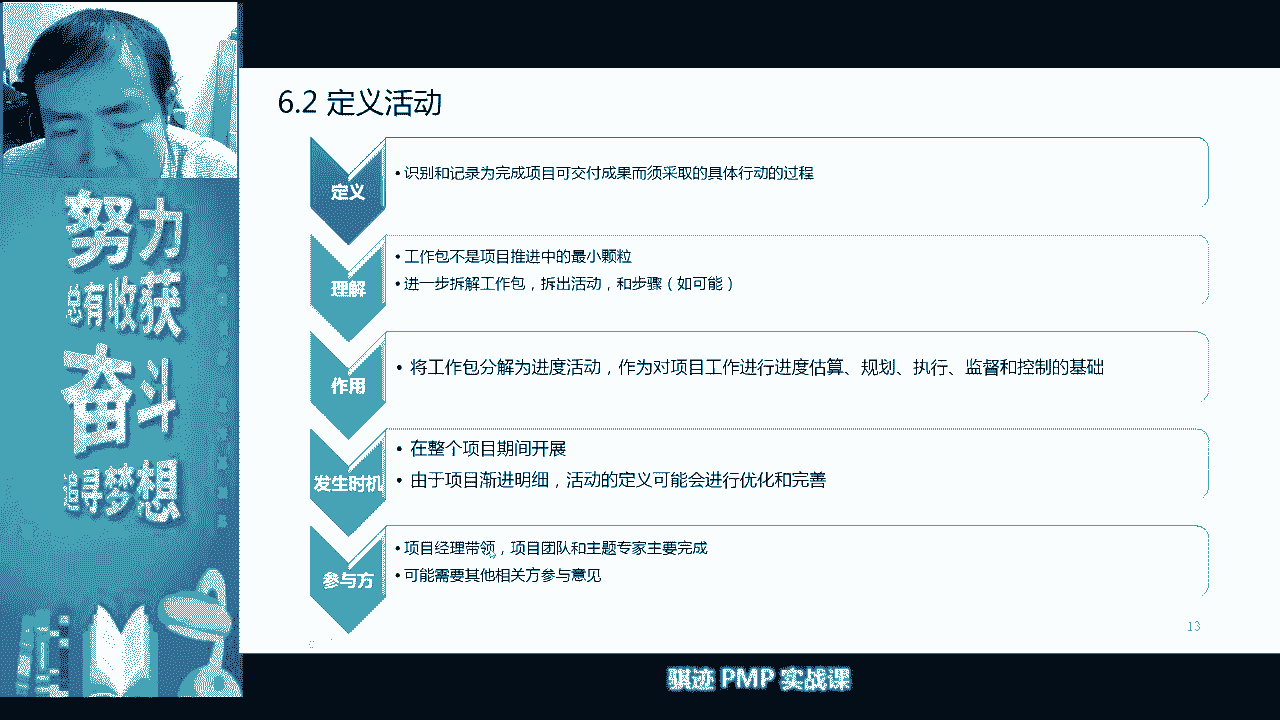 努力
总有收获
奋斗
追寻梦想
6.2 定义活动
定义
•识别和记录为完成项目可交付成果而须采取的具体行动的过程
理解
•工作包不是项目推进中的最小颗粒
•进一步拆解工作包，拆出活动，和步骤（如可能）
作用
• 将工作包分解为进度活动，作为对项目工作进行进度估算、规划、执行、监督和控制的基础
发生时机
• 在整个项目期间开展
• 由于项目渐进明细，活动的定义可能会进行优化和完善
参与方
•项目经理带领，项目团队和主题专家主要完成
•可能需要其他相关方参与意见
13
骐迹 PMP 实战课